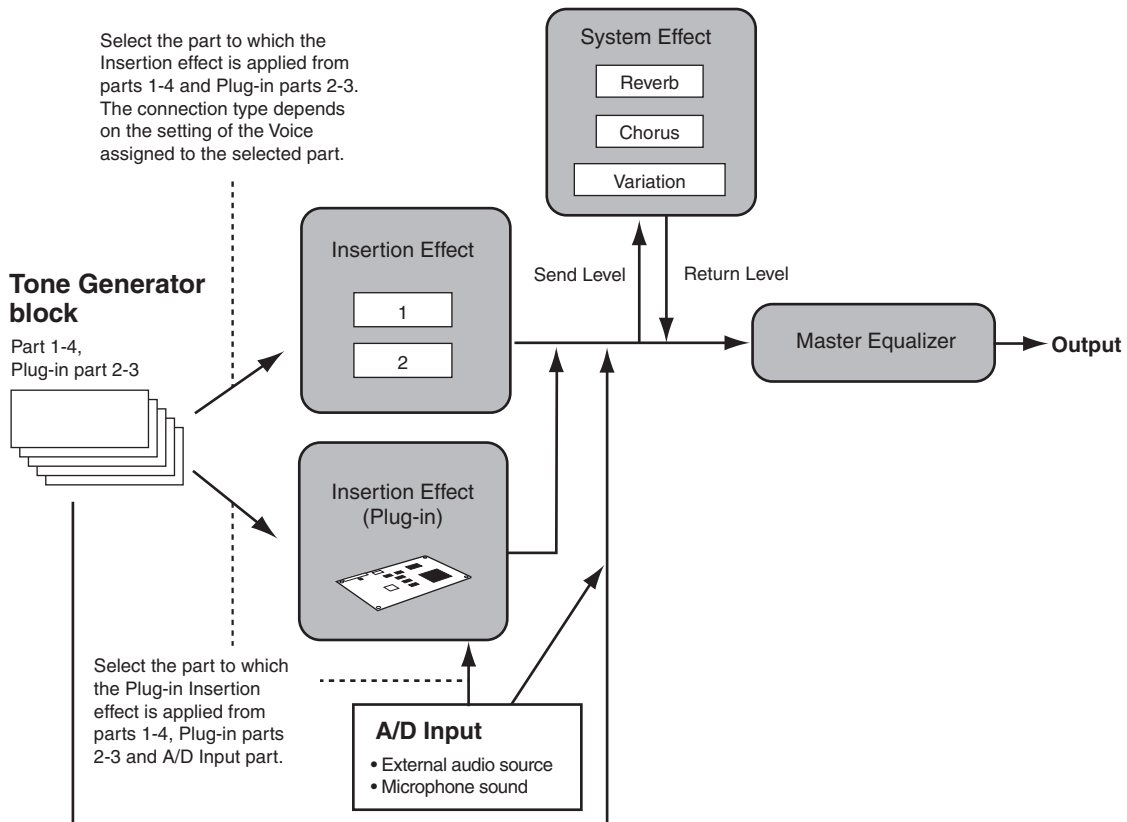 Select the part to which the
Insertion effect is applied from
parts 1-4 and Plug-in parts 2-3.
The connection type depends
on the setting of the Voice
assigned to the selected part.
System Effect
Reverb
Chorus
Variation
Tone Generator
block
Part 1-4,
Plug-in part 2-3
Insertion Effect
1
2
Send Level
Return Level
Master Equalizer
Output
Insertion Effect
(Plug-in)
Select the part to which
the Plug-in Insertion
effect is applied from
parts 1-4, Plug-in parts
2-3 and A/D Input part.
A/D Input
• External audio source
• Microphone sound